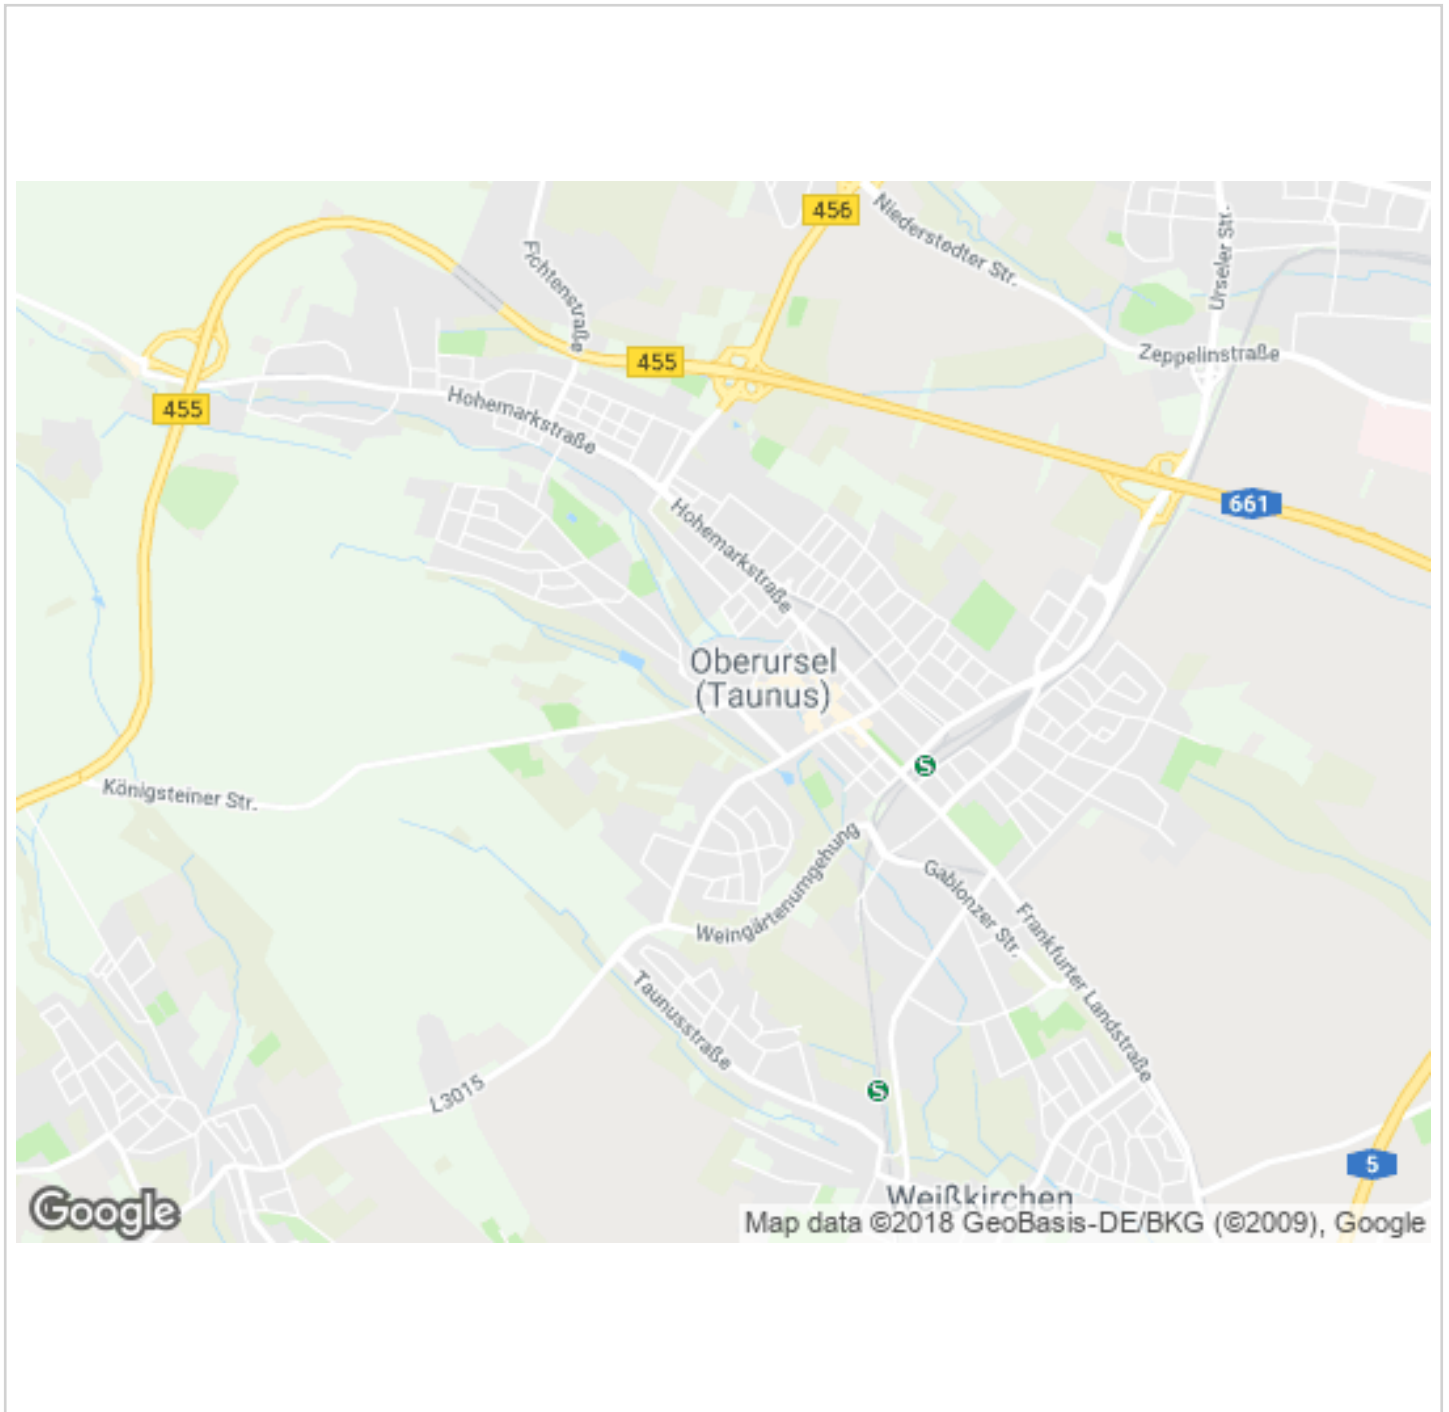 456
Niederstedter Str.
Urseler Str.
Fichtenstraße
455
Zeppelinstraße
455
Hohemarkstraße
661
Hohemarkstraße
Oberursel
(Taunus)
S
Königsteiner Str.
Weingärtenumgehung
Gablonzer Str.
Frankfurter Landstraße
Taunusstraße
L3015
S
5
Weißkirchen
Google
Map data ©2018 GeoBasis-DE/BKG (©2009), Google